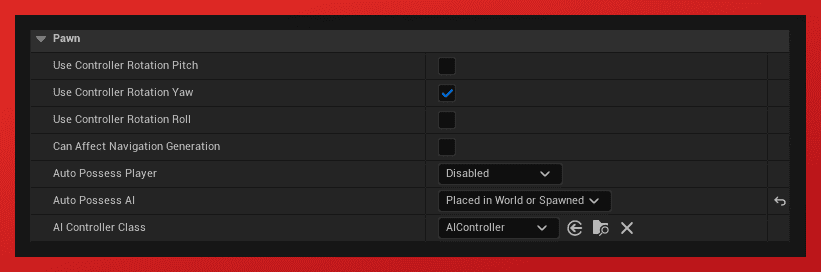 Pawn
Use Controller Rotation Pitch
Use Controller Rotation Yaw
Use Controller Rotation Roll
Can Affect Navigation Generation
Auto Possess Player Disabled
Auto Possess AI Placed in World or Spawned
AI Controller Class AIController